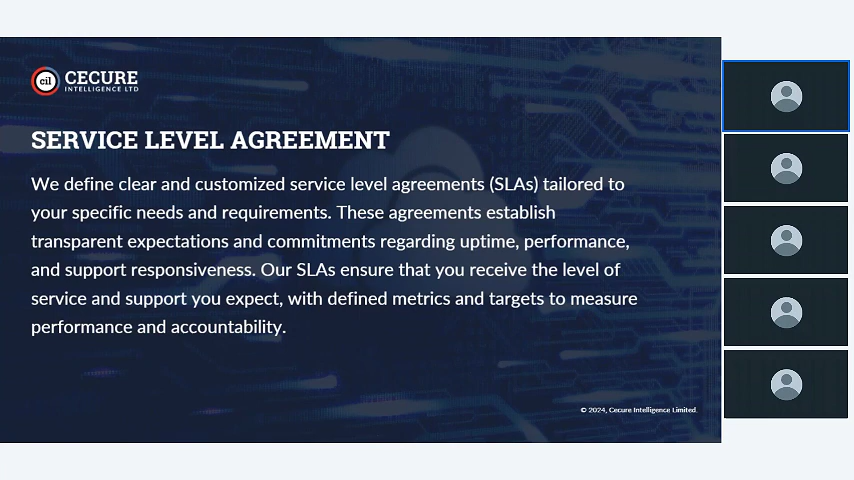 cil CECURE
INTELLIGENCE LTD
SERVICE LEVEL AGREEMENT
We define clear and customized service level agreements (SLAs) tailored to
your specific needs and requirements. These agreements establish
transparent expectations and commitments regarding uptime, performance,
and support responsiveness. Our SLAs ensure that you receive the level of
service and support you expect, with defined metrics and targets to measure
performance and accountability.
© 2024, Cecure Intelligence Limited.